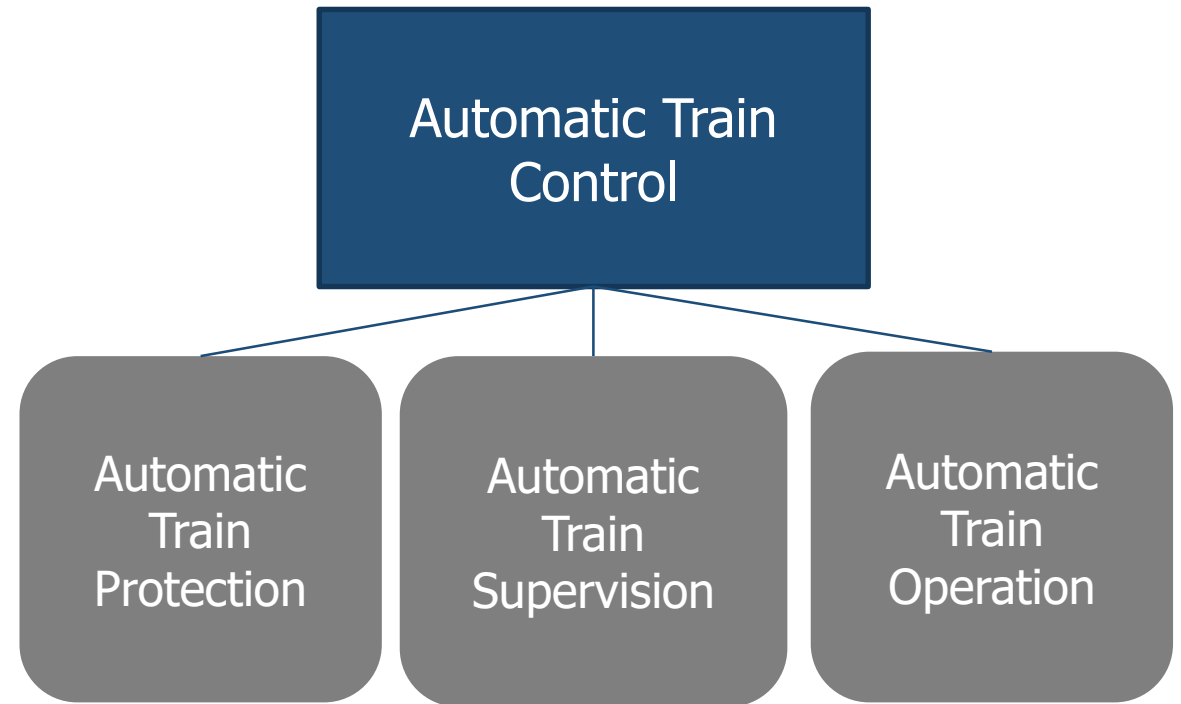 Automatic Train
Control
Automatic
Train
Protection
Automatic
Train
Supervision
Automatic
Train
Operation